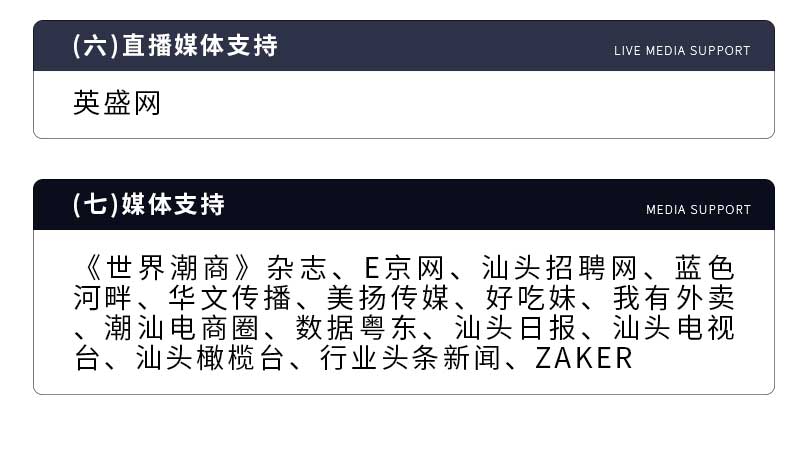 (六)直播媒体支持
LIVE MEDIA SUPPORT
英盛网
(七)媒体支持
MEDIA SUPPORT
《世界潮商》杂志、E京网、汕头招聘网、蓝色
河畔、华文传播、美扬传媒、好吃妹、我有外卖
、潮汕电商圈、数据粤东、汕头日报、汕头电视
台、汕头橄榄台、行业头条新闻、ZAKER